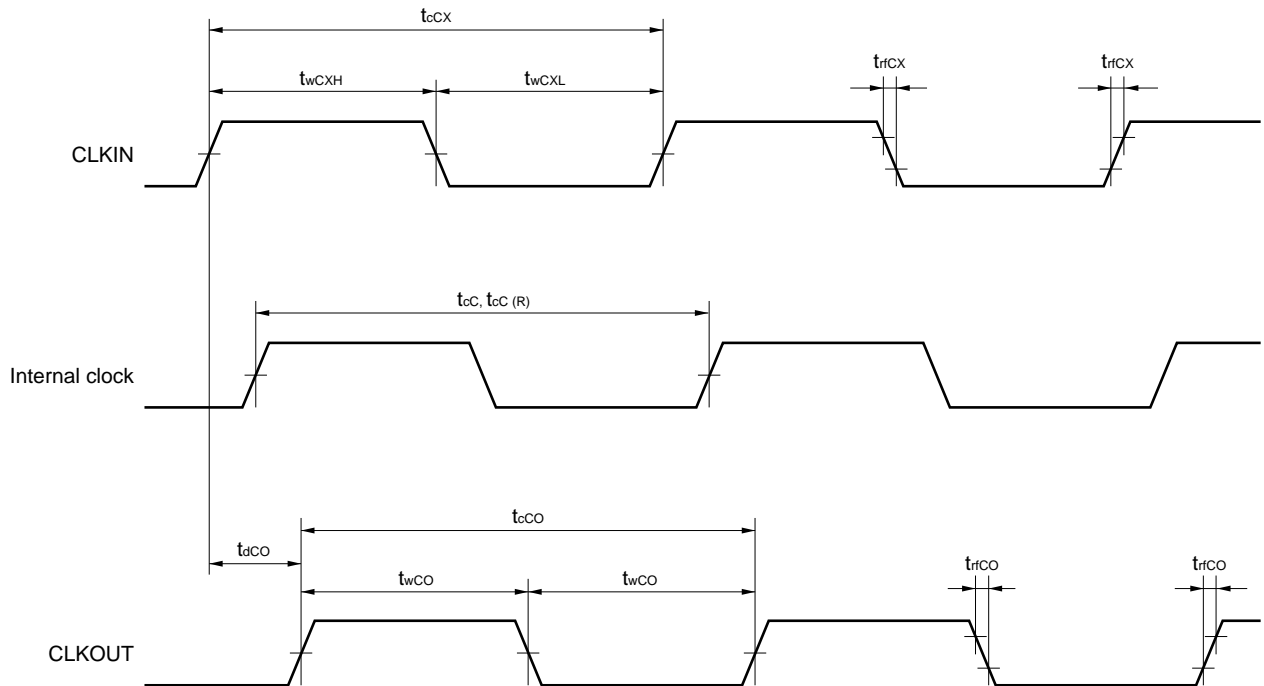 tcCX
twCXH
twCXL
trfCX
trfCX
CLKIN
tcC, tcC (R)
Internal clock
tcCO
tdCO
twCO
twCO
trfCO
trfCO
CLKOUT